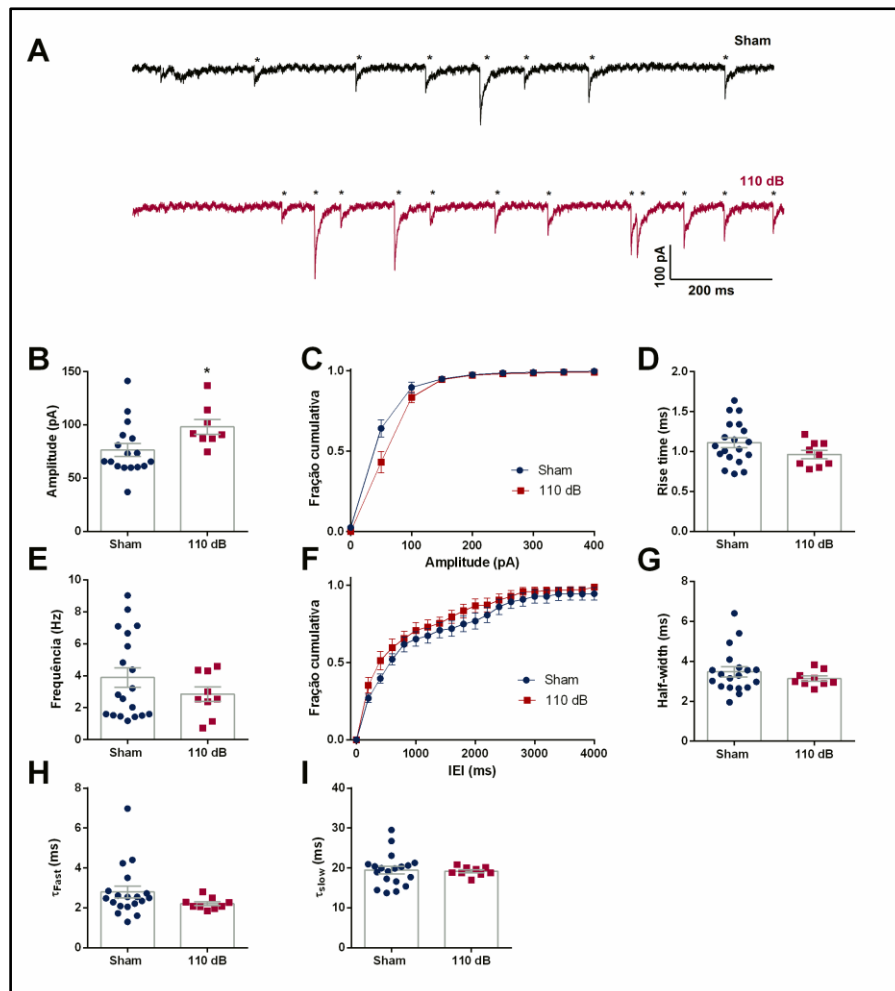 A
Sham
* * * * * * *
110 dB
* * * * * * * * * * * *
100 pA
200 ms
B
Amplitude (pA)
150
100
50
0
*
Sham 110 dB
C
Fração cumulativa
1.0
0.5
0.0
Sham
110 dB
0 100 200 300 400
Amplitude (pA)
D
Rise time (ms)
2.0
1.5
1.0
0.5
0.0
Sham 110 dB
E
Frequência (Hz)
10
8
6
4
2
0
Sham 110 dB
F
Fração cumulativa
1.0
0.5
0.0
Sham
110 dB
0 1000 2000 3000 4000
IEI (ms)
G
Half-width (ms)
8
6
4
2
0
Sham 110 dB
H
τFast (ms)
8
6
4
2
0
Sham 110 dB
I
τslow (ms)
40
30
20
10
0
Sham 110 dB